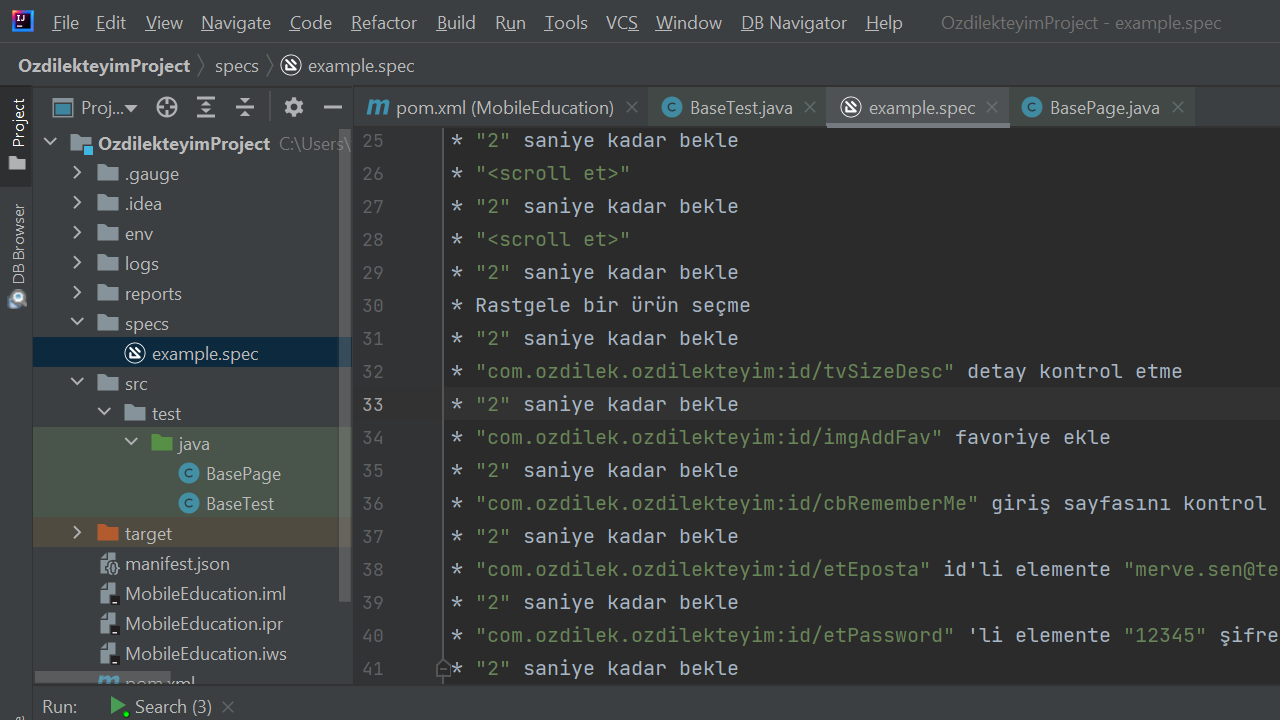 File Edit View Navigate Code Refactor Build Run Tools VCS Window DB Navigator Help OzdilekteyimProject - example.spec
OzdilekteyimProject specs example.spec
Project
DB Browser
Proj...
OzdilekteyimProject C:\Users\
.gauge
.idea
env
logs
reports
specs
example.spec
src
test
java
BasePage
BaseTest
target
manifest.json
MobileEducation.iml
MobileEducation.ipr
MobileEducation.iws
pom.xml
pom.xml (MobileEducation) BaseTest.java example.spec BasePage.java
25 * "2" saniye kadar bekle
26 * "<scroll et>"
27 * "2" saniye kadar bekle
28 * "<scroll et>"
29 * "2" saniye kadar bekle
30 * Rastgele bir ürün seçme
31 * "2" saniye kadar bekle
32 * "com.ozdilek.ozdilekteyim:id/tvSizeDesc" detay kontrol etme
33 * "2" saniye kadar bekle
34 * "com.ozdilek.ozdilekteyim:id/imgAddFav" favoriye ekle
35 * "2" saniye kadar bekle
36 * "com.ozdilek.ozdilekteyim:id/cbRememberMe" giriş sayfasını kontrol
37 * "2" saniye kadar bekle
38 * "com.ozdilek.ozdilekteyim:id/etEposta" id'li elemente "merve.sen@te
39 * "2" saniye kadar bekle
40 * "com.ozdilek.ozdilekteyim:id/etPassword" 'li elemente "12345" şifre
41 * "2" saniye kadar bekle
Run: Search (3)